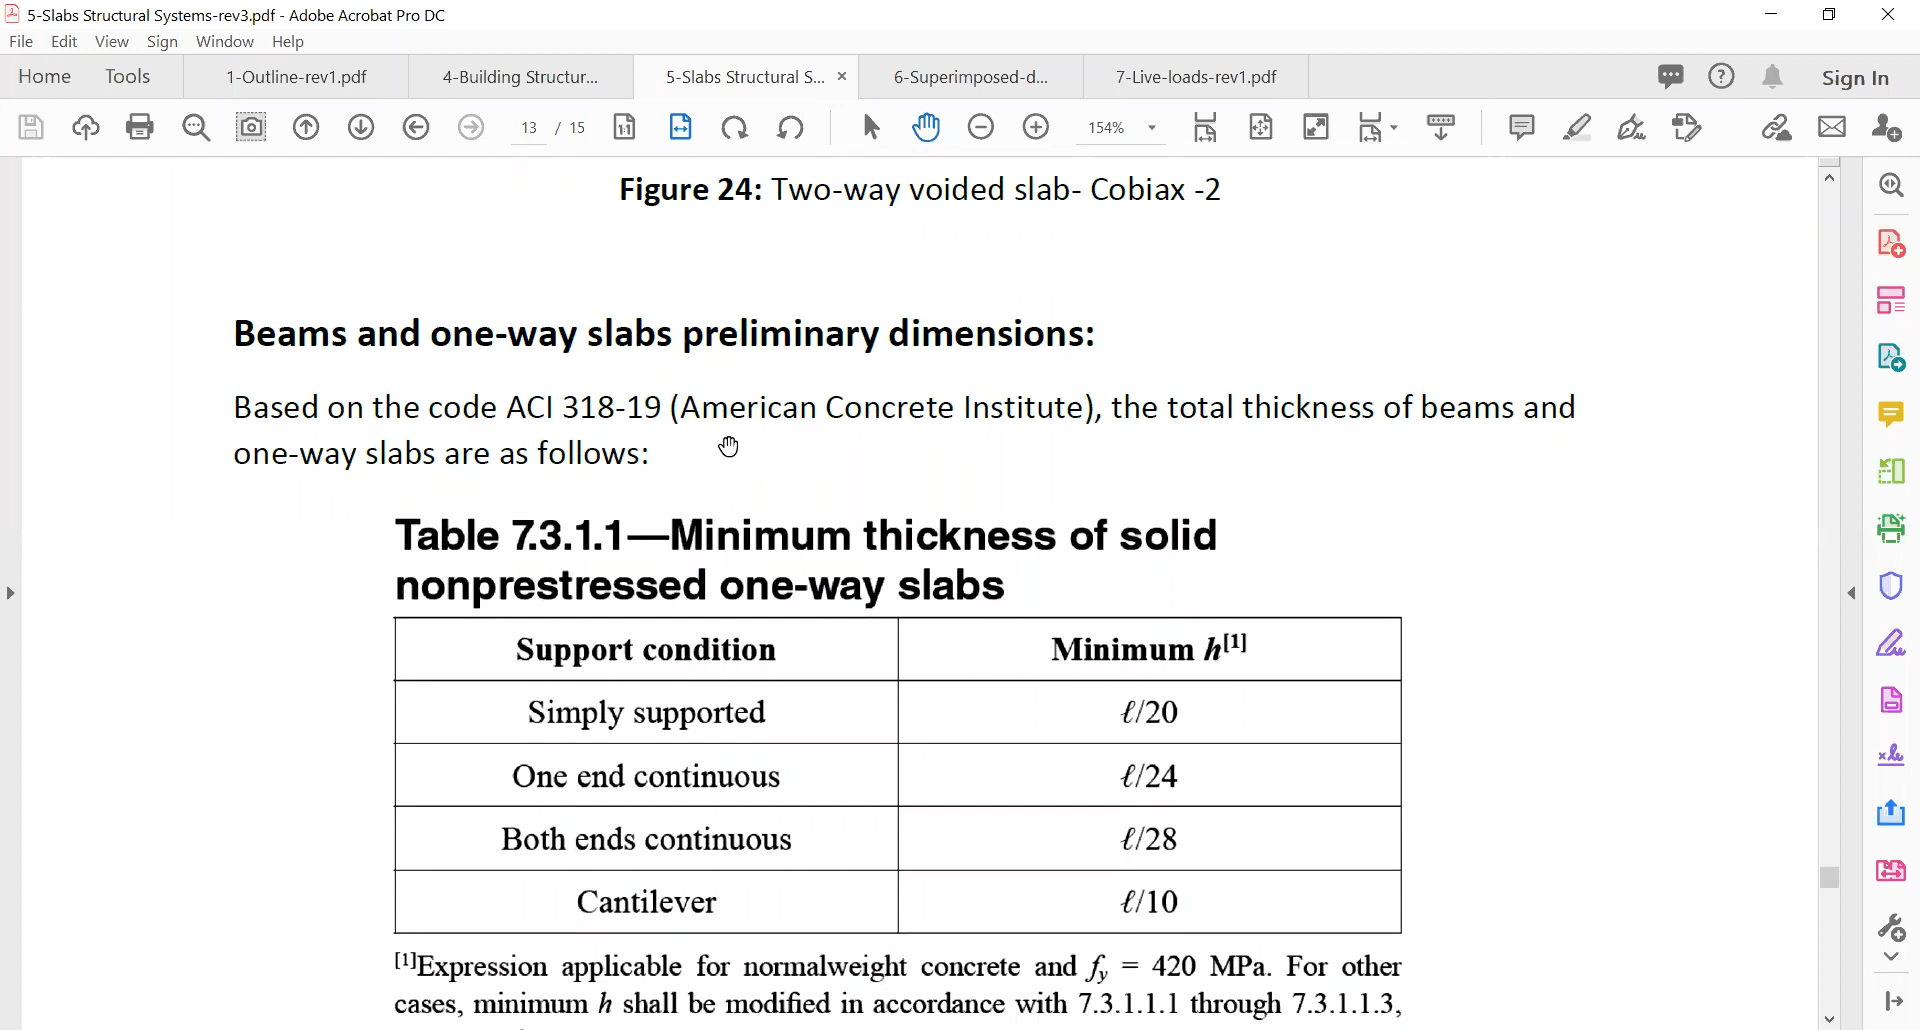 5-Slabs Structural Systems-rev3.pdf - Adobe Acrobat Pro DC
File Edit View Sign Window Help
Home Tools 1-Outline-rev1.pdf 4-Building Structur... 5-Slabs Structural S... × 6-Superimposed-d... 7-Live-loads-rev1.pdf Sign In
13 / 15 154%
Figure 24: Two-way voided slab- Cobiax -2
Beams and one-way slabs preliminary dimensions:
Based on the code ACI 318-19 (American Concrete Institute), the total thickness of beams and
one-way slabs are as follows:
Table 7.3.1.1—Minimum thickness of solid
nonprestressed one-way slabs
Support condition Minimum h[1]
Simply supported ℓ/20
One end continuous ℓ/24
Both ends continuous ℓ/28
Cantilever ℓ/10
[1]Expression applicable for normalweight concrete and fy = 420 MPa. For other
cases, minimum h shall be modified in accordance with 7.3.1.1.1 through 7.3.1.1.3,